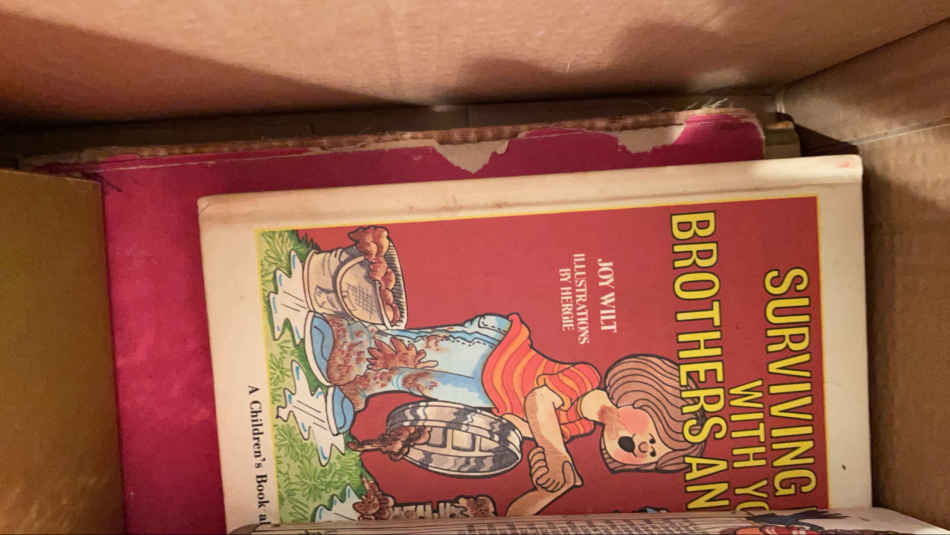 SURVIVING
WITH YO
BROTHERS AN
JOY WILT
ILLUSTRATIONS
BY HERGIE
A Children's Book a